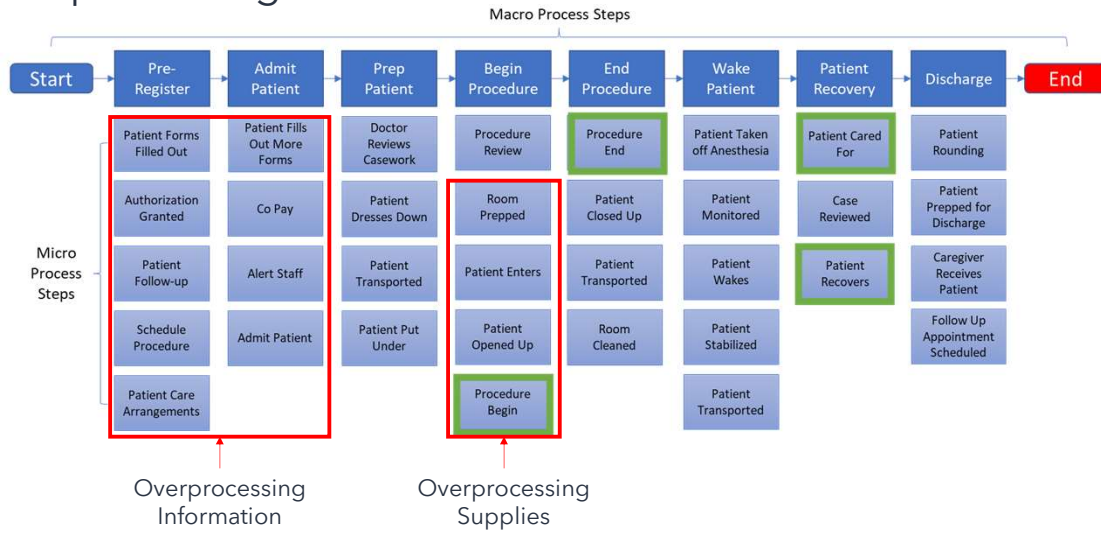 Macro Process Steps
Start
Pre-
Register
Admit
Patient
Prep
Patient
Begin
Procedure
End
Procedure
Wake
Patient
Patient
Recovery
Discharge
End
Micro
Process
Steps
Patient Forms
Filled Out
Authorization
Granted
Patient
Follow-up
Schedule
Procedure
Patient Care
Arrangements
Patient Fills
Out More
Forms
Co Pay
Alert Staff
Admit Patient
Doctor
Reviews
Casework
Patient
Dresses Down
Patient
Transported
Patient Put
Under
Procedure
Review
Room
Prepped
Patient Enters
Patient
Opened Up
Procedure
Begin
Procedure
End
Patient
Closed Up
Patient
Transported
Room
Cleaned
Patient Taken
off Anesthesia
Patient
Monitored
Patient
Wakes
Patient
Stabilized
Patient
Transported
Patient Cared
For
Case
Reviewed
Patient
Recovers
Patient
Rounding
Patient
Prepped for
Discharge
Caregiver
Receives
Patient
Follow Up
Appointment
Scheduled
Overprocessing
Information
Overprocessing
Supplies